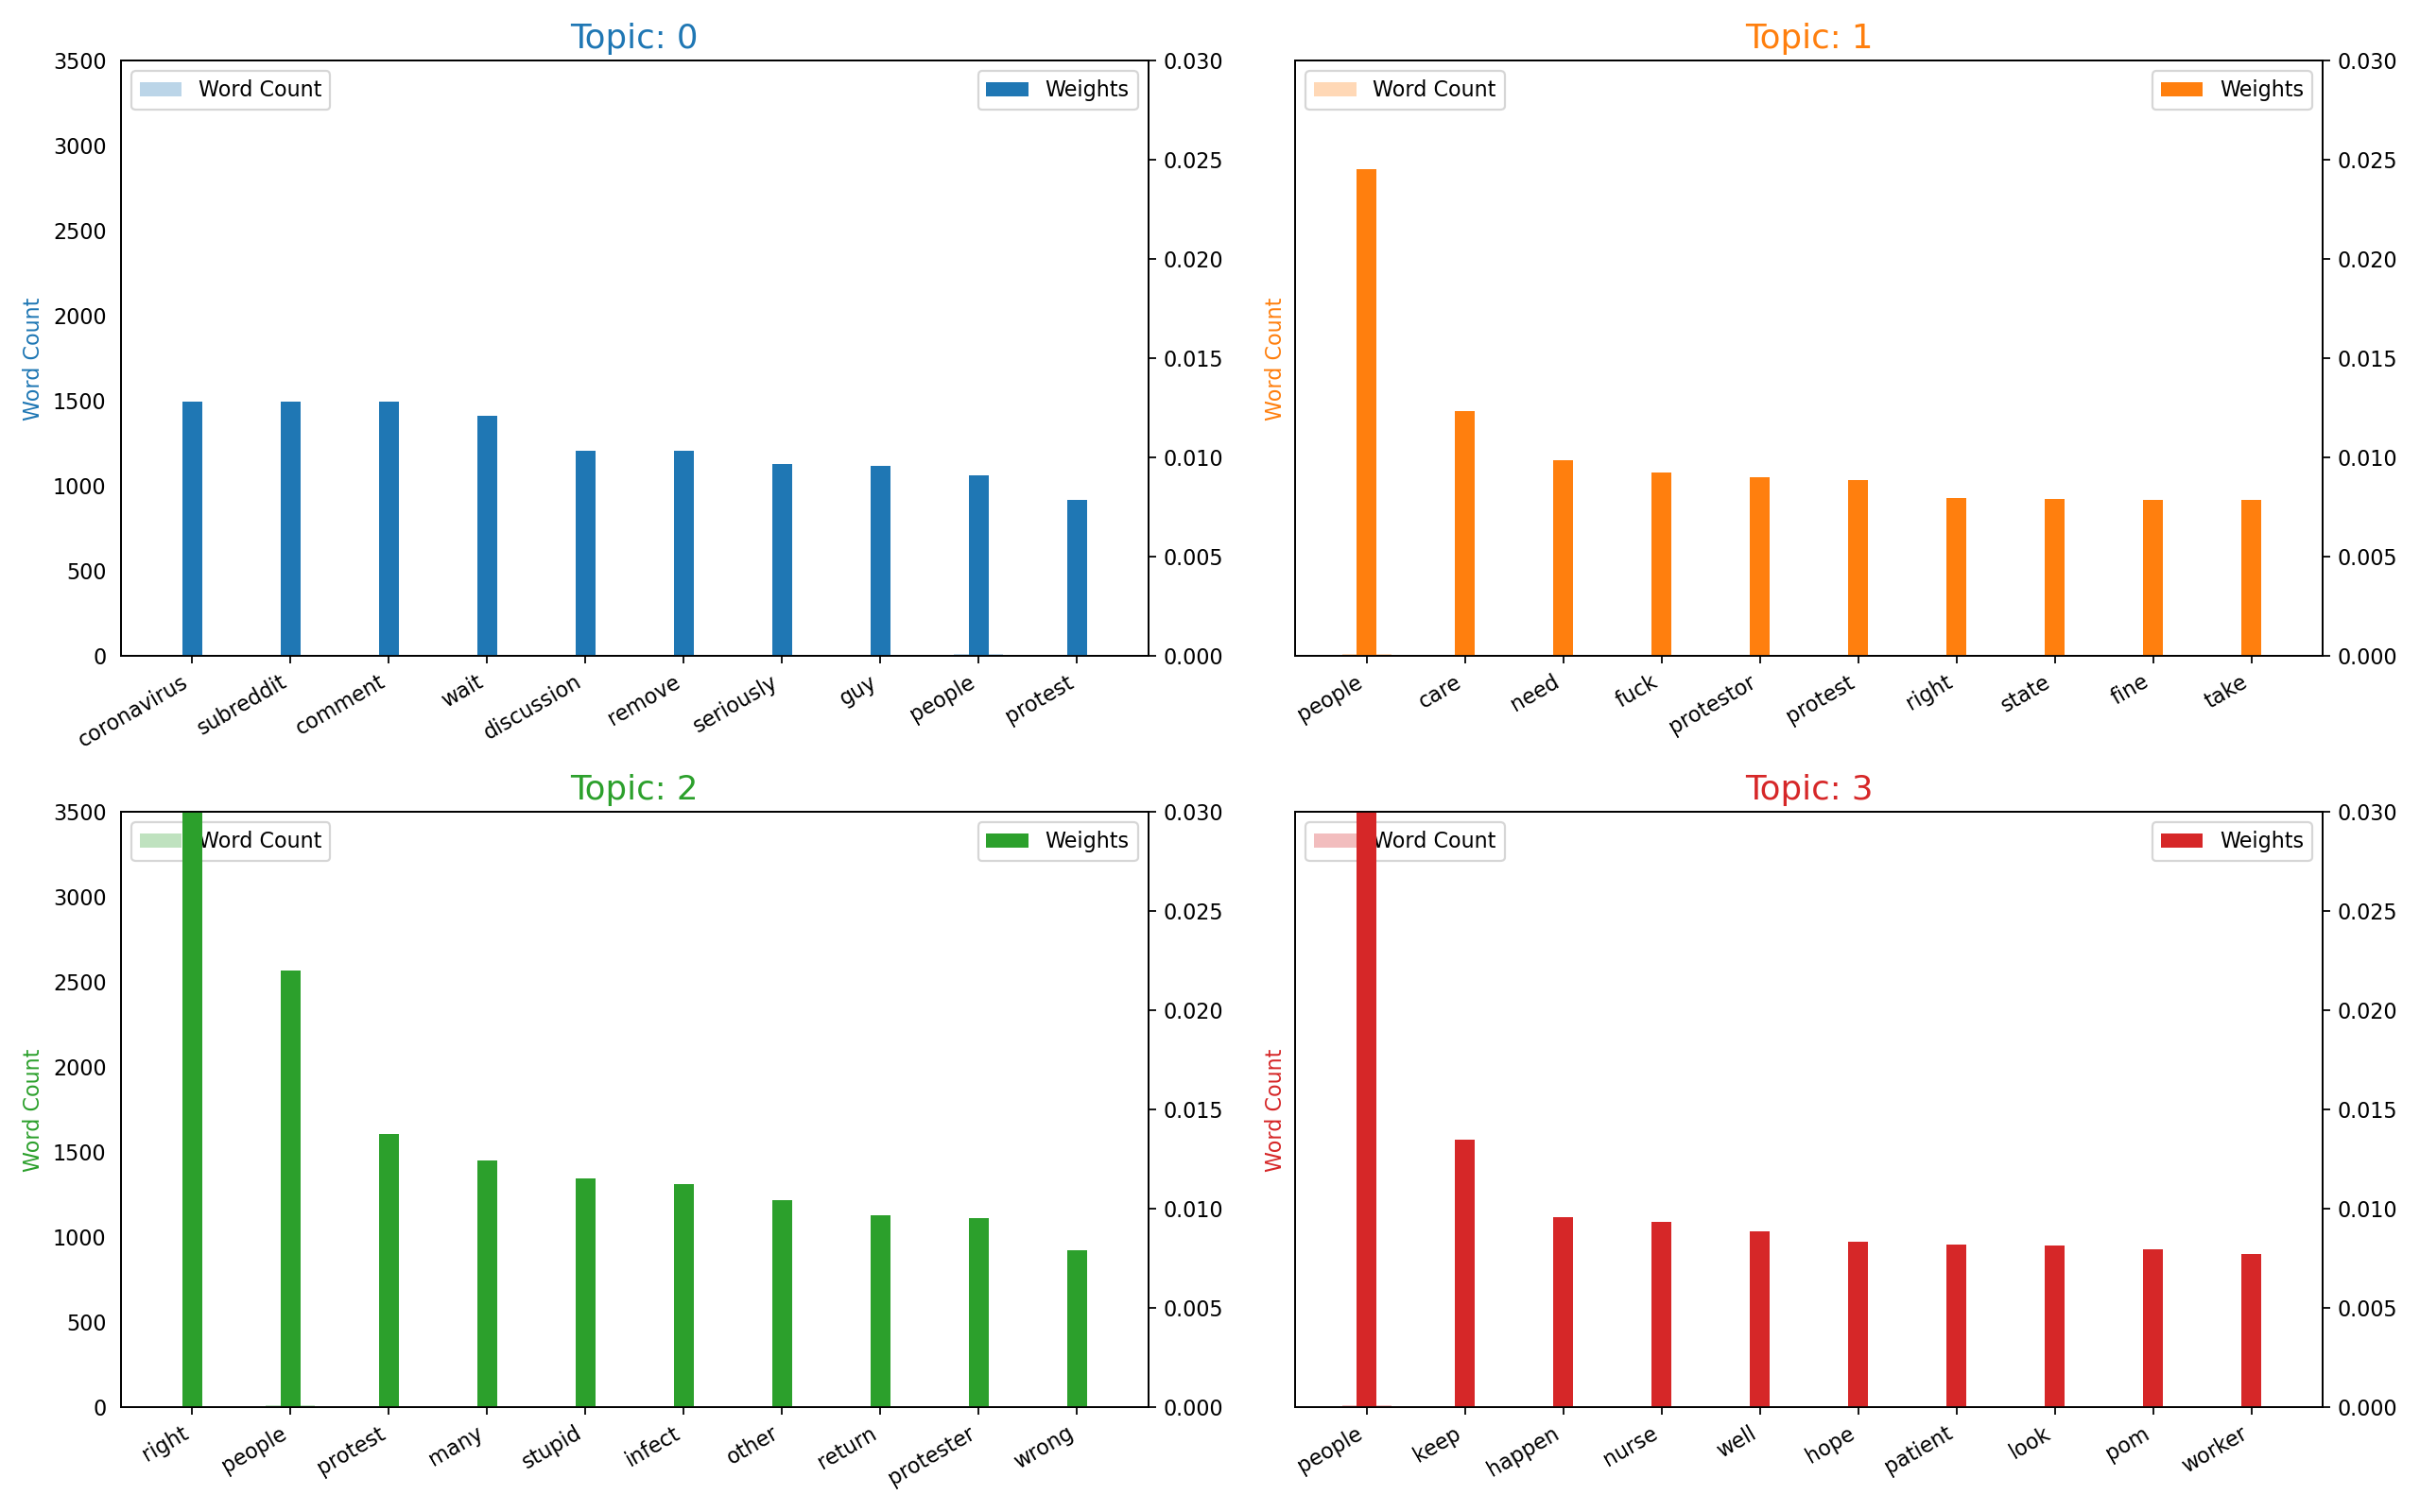 Topic: 0
Word Count
Weights
3500
3000
2500
2000
1500
1000
500
0
Word Count
0.030
0.025
0.020
0.015
0.010
0.005
0.000
coronavirus subreddit comment wait discussion remove seriously guy people protest
Topic: 1
Word Count
Weights
Word Count
0.030
0.025
0.020
0.015
0.010
0.005
0.000
people care need fuck protestor protest right state fine take
Topic: 2
Word Count
Weights
3500
3000
2500
2000
1500
1000
500
0
Word Count
0.030
0.025
0.020
0.015
0.010
0.005
0.000
right people protest many stupid infect other return protester wrong
Topic: 3
Word Count
Weights
Word Count
0.030
0.025
0.020
0.015
0.010
0.005
0.000
people keep happen nurse well hope patient look pom worker